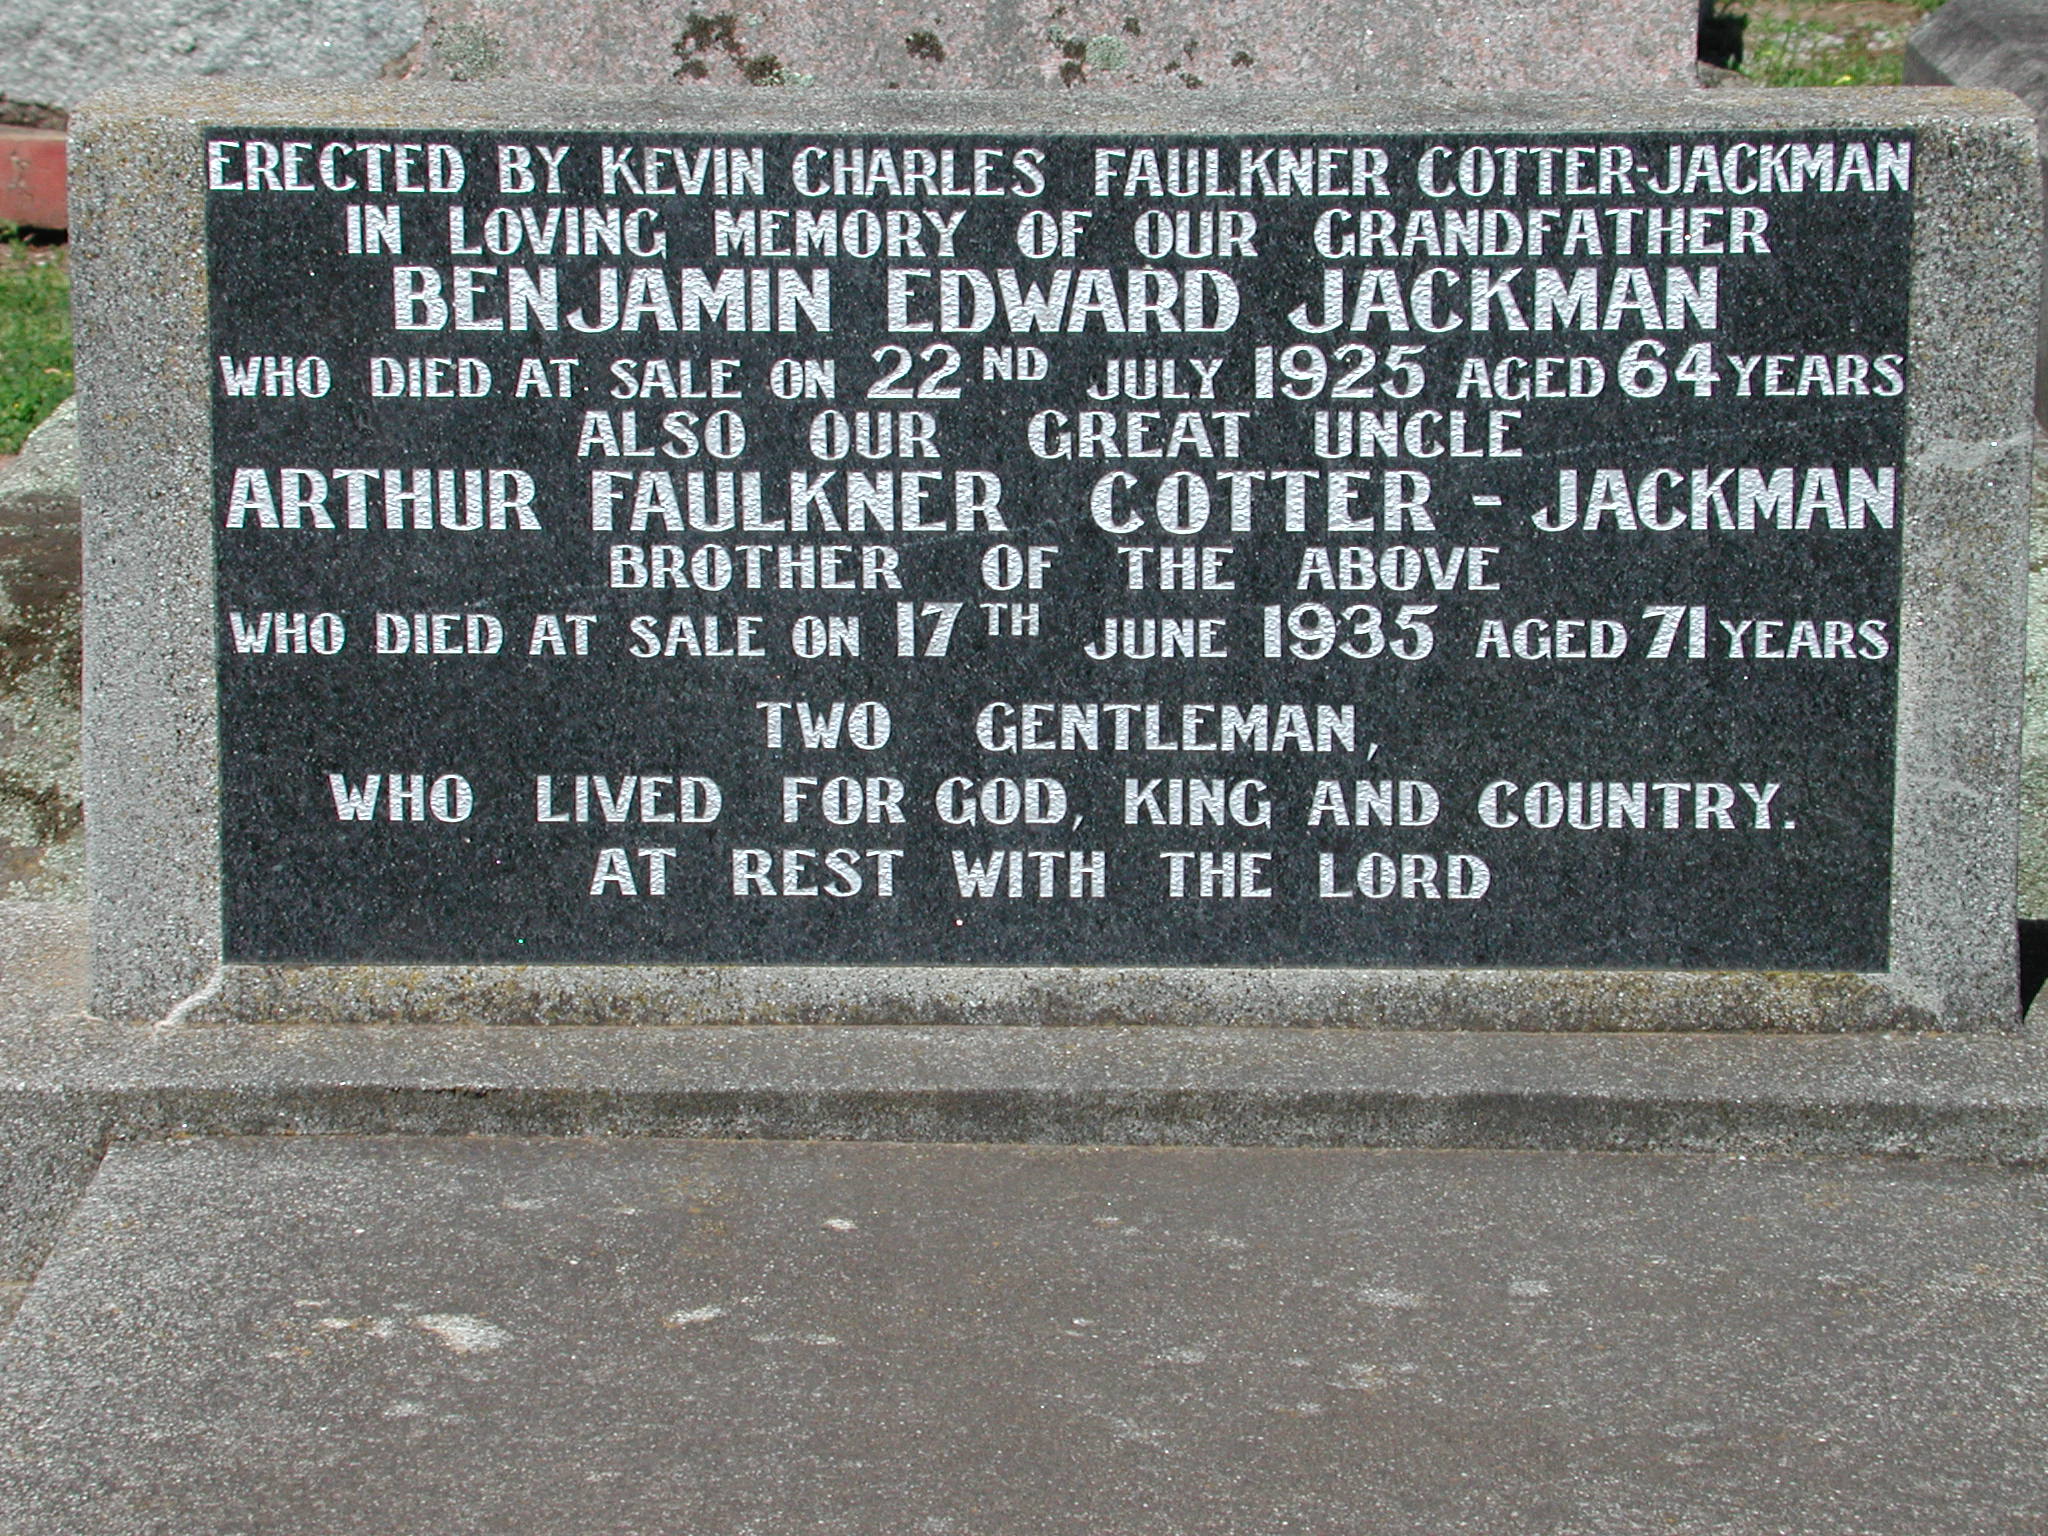 ERECTED BY KEVIN CHARLES FAULKNER COTTER-JACKMAN
IN LOVING MEMORY OF OUR GRANDFATHER
BENJAMIN EDWARD JACKMAN
WHO DIED AT SALE ON 22ND JULY 1925 AGED 64 YEARS
ALSO OUR GREAT UNCLE
ARTHUR FAULKNER COTTER - JACKMAN
BROTHER OF THE ABOVE
WHO DIED AT SALE ON 17TH JUNE 1935 AGED 71 YEARS
TWO GENTLEMAN,
WHO LIVED FOR GOD, KING AND COUNTRY.
AT REST WITH THE LORD